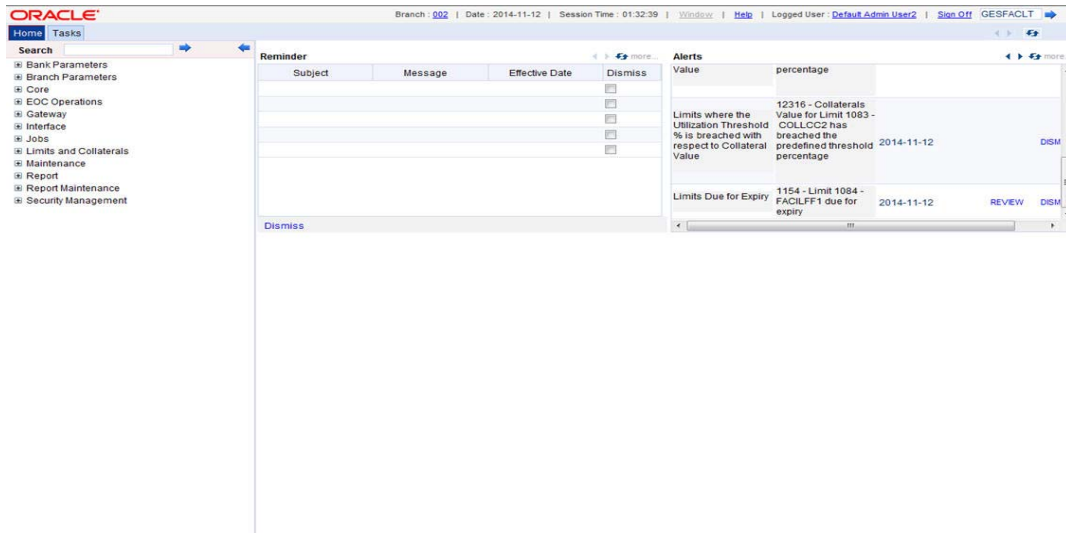 ORACLE
Branch : 002 | Date : 2014-11-12 | Session Time : 01:32:39 | Window | Help | Logged User : Default Admin User2 | Sign Off GESFACLT
Home Tasks
Search
Bank Parameters
Branch Parameters
Core
EOC Operations
Gateway
Interface
Jobs
Limits and Collaterals
Maintenance
Report
Report Maintenance
Security Management
Reminder
more...
Subject Message Effective Date Dismiss
Dismiss
Alerts
more
Value percentage
Limits where the
Utilization Threshold
% is breached with
respect to Collateral
Value
12316 - Collaterals
Value for Limit 1083 -
COLLCC2 has
breached the
predefined threshold
percentage
2014-11-12
DISM
Limits Due for Expiry
1154 - Limit 1084 -
FACILFF1 due for
expiry
2014-11-12
REVIEW DISM